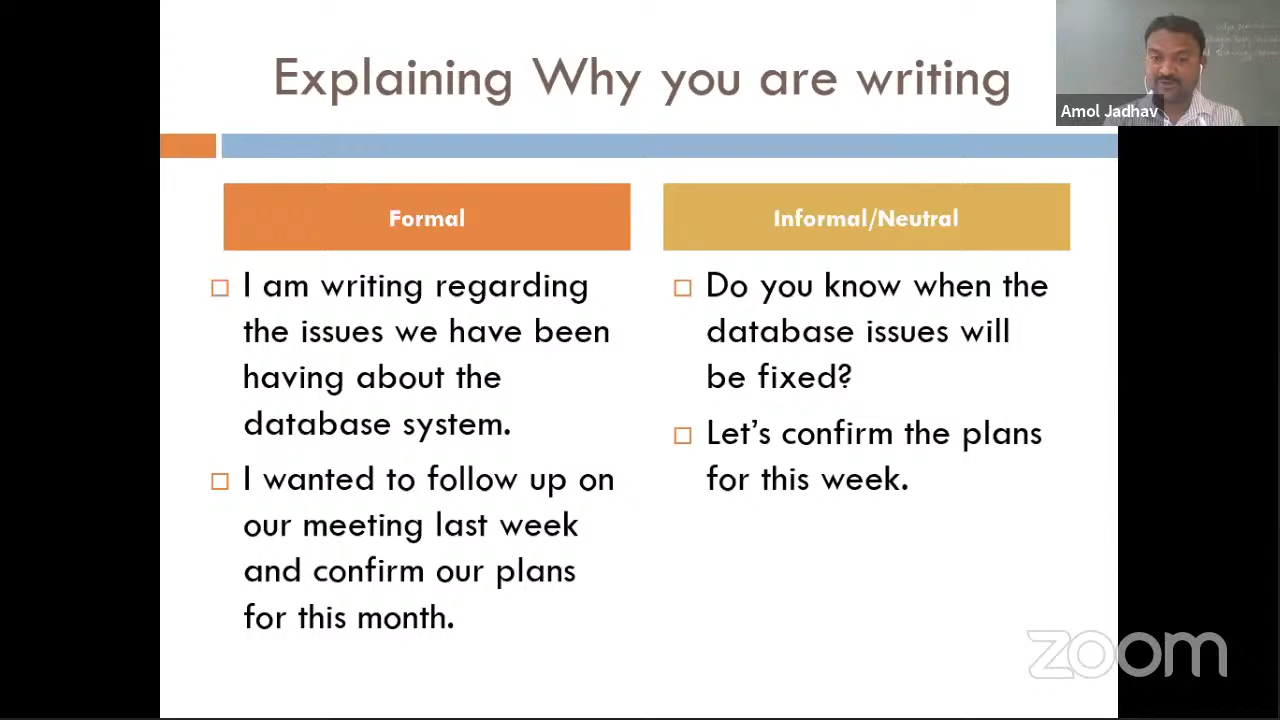 Explaining Why you are writing
Amol Jadhav
Formal
I am writing regarding
the issues we have been
having about the
database system.
I wanted to follow up on
our meeting last week
and confirm our plans
for this month.
Informal/Neutral
Do you know when the
database issues will
be fixed?
Let's confirm the plans
for this week.
zoom